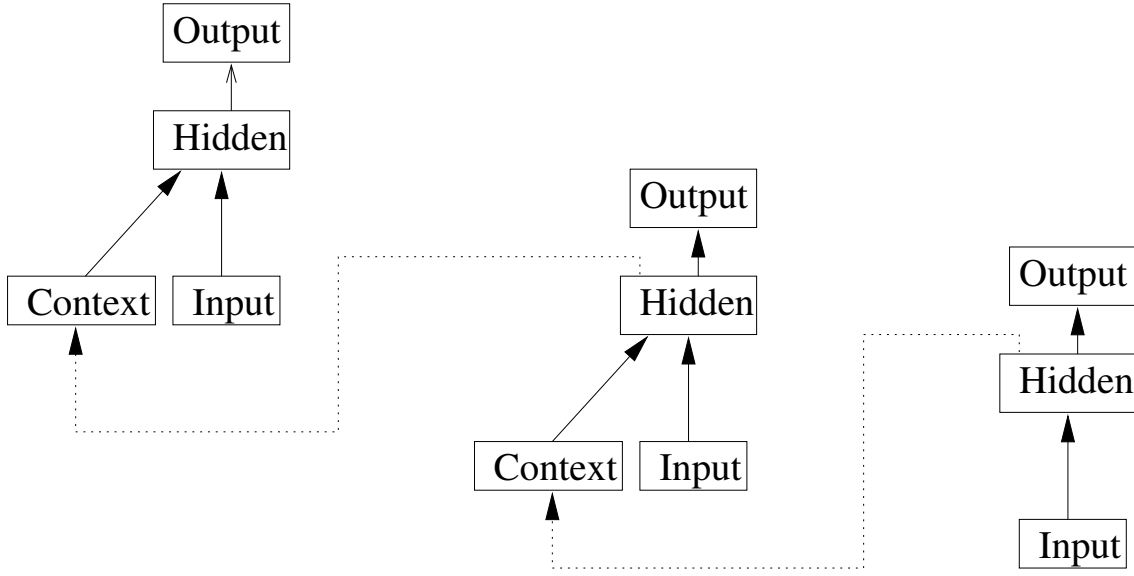 Output
Hidden
Context
Input
Output
Hidden
Context
Input
Output
Hidden
Input